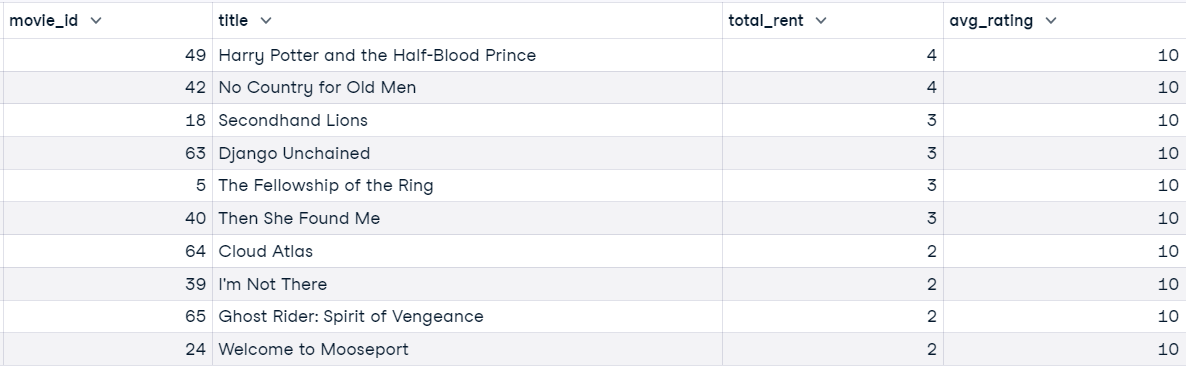 movie_id title total_rent avg_rating
49 Harry Potter and the Half-Blood Prince 4 10
42 No Country for Old Men 4 10
18 Secondhand Lions 3 10
63 Django Unchained 3 10
5 The Fellowship of the Ring 3 10
40 Then She Found Me 3 10
64 Cloud Atlas 2 10
39 I'm Not There 2 10
65 Ghost Rider: Spirit of Vengeance 2 10
24 Welcome to Mooseport 2 10